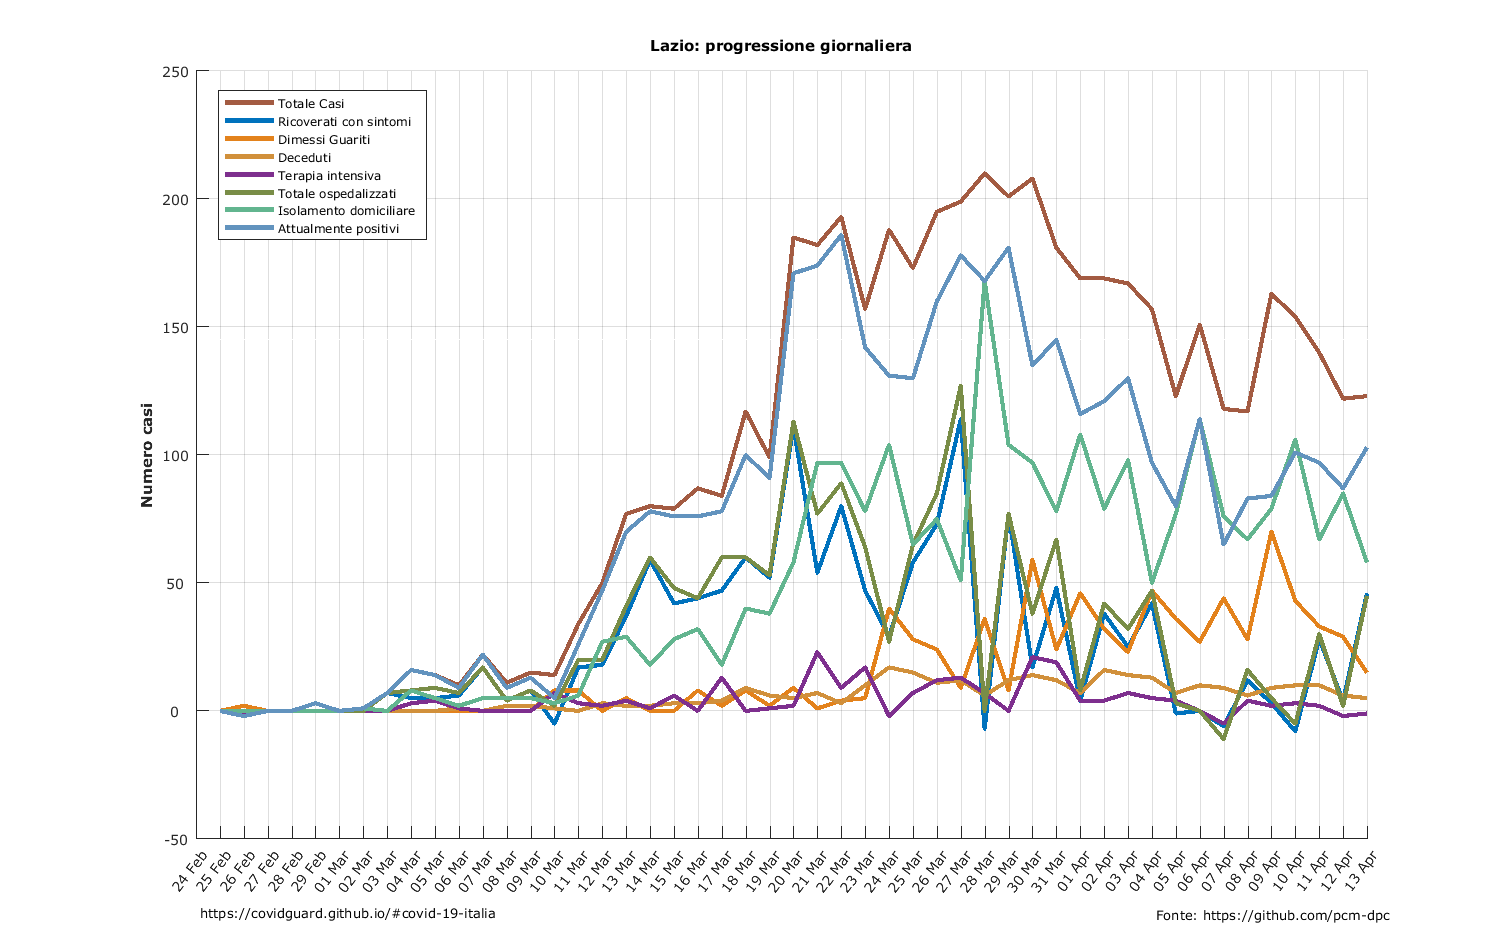 Lazio: progressione giornaliera
250
200
150
100
50
0
-50
Numero casi
Totale Casi
Ricoverati con sintomi
Dimessi Guariti
Deceduti
Terapia intensiva
Totale ospedalizzati
Isolamento domiciliare
Attualmente positivi
24 Feb
25 Feb
26 Feb
27 Feb
28 Feb
29 Feb
01 Mar
02 Mar
03 Mar
04 Mar
05 Mar
06 Mar
07 Mar
08 Mar
09 Mar
10 Mar
11 Mar
12 Mar
13 Mar
14 Mar
15 Mar
16 Mar
17 Mar
18 Mar
19 Mar
20 Mar
21 Mar
22 Mar
23 Mar
24 Mar
25 Mar
26 Mar
27 Mar
28 Mar
29 Mar
30 Mar
31 Mar
01 Apr
02 Apr
03 Apr
04 Apr
05 Apr
06 Apr
07 Apr
08 Apr
09 Apr
10 Apr
11 Apr
12 Apr
13 Apr
https://covidguard.github.io/#covid-19-italia
Fonte: https://github.com/pcm-dpc